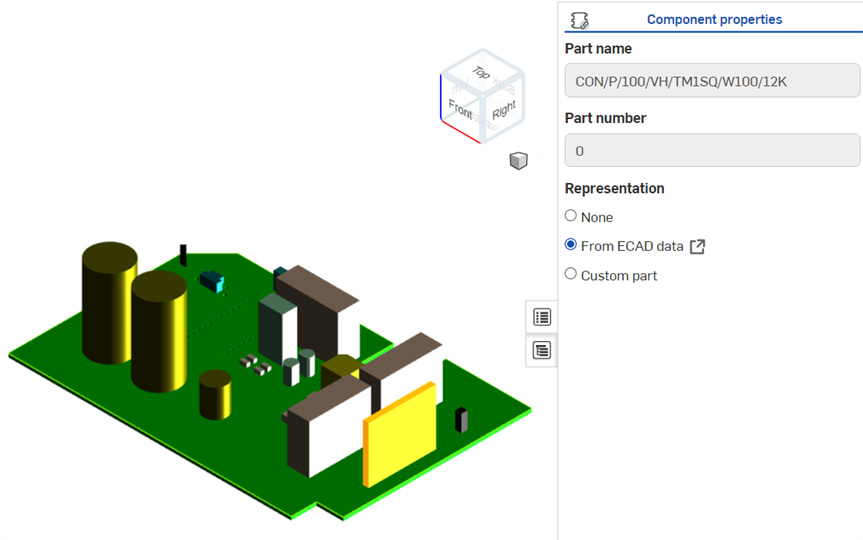 Top
Front
Right
Component properties
Part name
CON/P/100/VH/TM1SQ/W100/12K
Part number
0
Representation
None
From ECAD data
Custom part